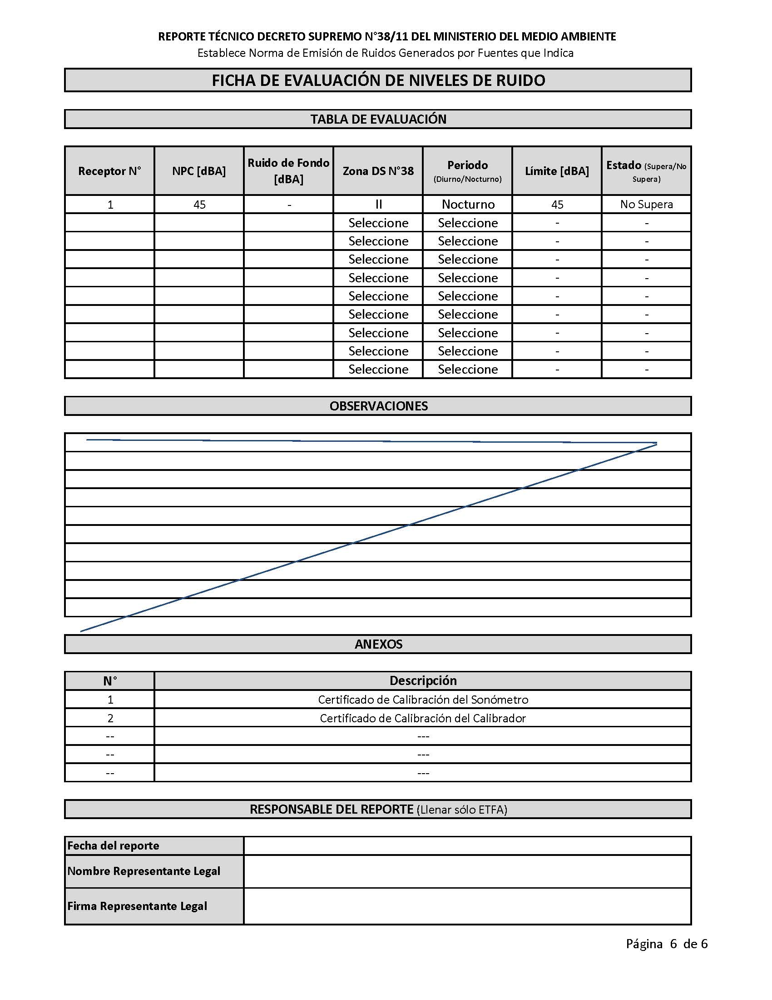 REPORTE TÉCNICO DECRETO SUPREMO N°38/11 DEL MINISTERIO DEL MEDIO AMBIENTE
Establece Norma de Emisión de Ruidos Generados por Fuentes que Indica
FICHA DE EVALUACIÓN DE NIVELES DE RUIDO
TABLA DE EVALUACIÓN
Receptor N° NPC [dBA] Ruido de Fondo [dBA] Zona DS N°38 Periodo (Diurno/Nocturno) Límite [dBA] Estado (Supera/No Supera)
1 45 - II Nocturno 45 No Supera
Seleccione Seleccione - -
Seleccione Seleccione - -
Seleccione Seleccione - -
Seleccione Seleccione - -
Seleccione Seleccione - -
Seleccione Seleccione - -
Seleccione Seleccione - -
Seleccione Seleccione - -
Seleccione Seleccione - -
OBSERVACIONES
ANEXOS
N° Descripción
1 Certificado de Calibración del Sonómetro
2 Certificado de Calibración del Calibrador
-- ---
-- ---
-- ---
RESPONSABLE DEL REPORTE (Llenar sólo ETFA)
Fecha del reporte
Nombre Representante Legal
Firma Representante Legal
Página 6 de 6